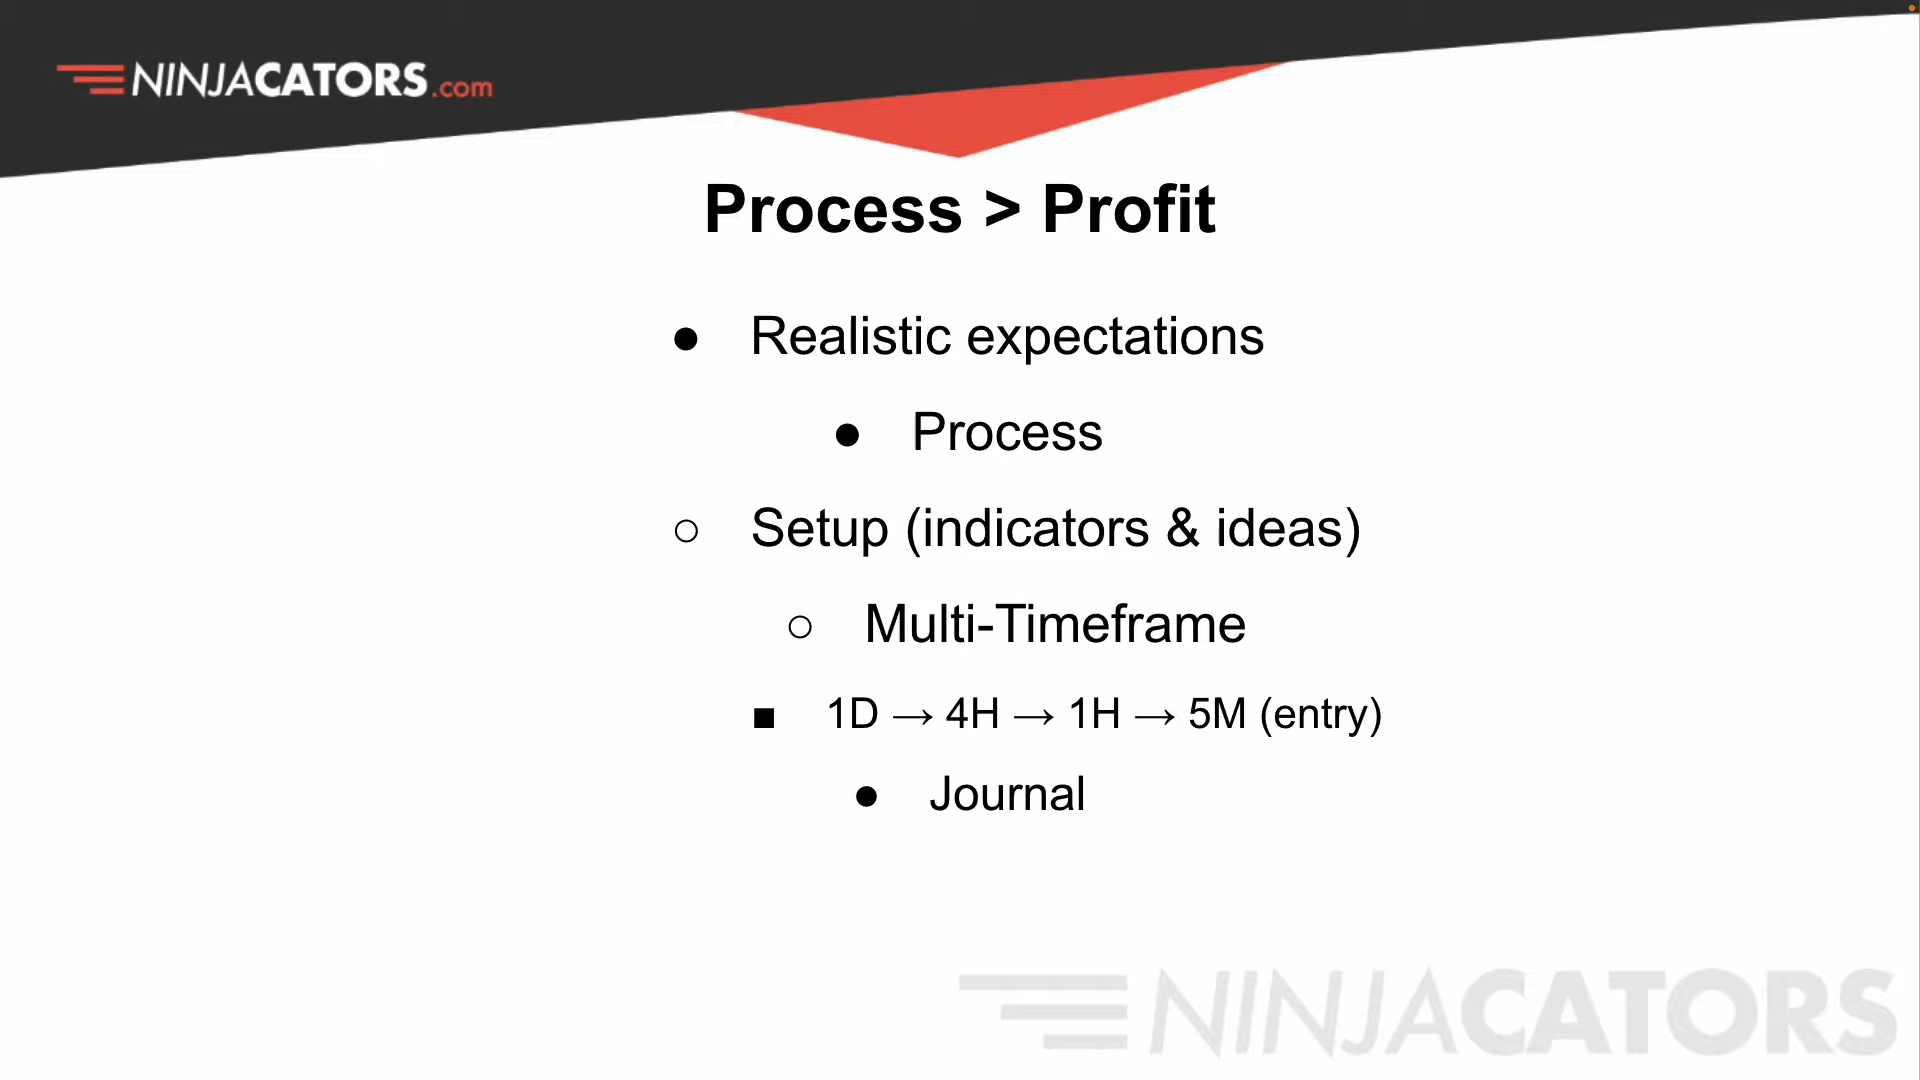 NINJACATORS.com
Process > Profit
● Realistic expectations
● Process
○ Setup (indicators & ideas)
○ Multi-Timeframe
■ 1D → 4H → 1H → 5M (entry)
● Journal
NINJACATORS